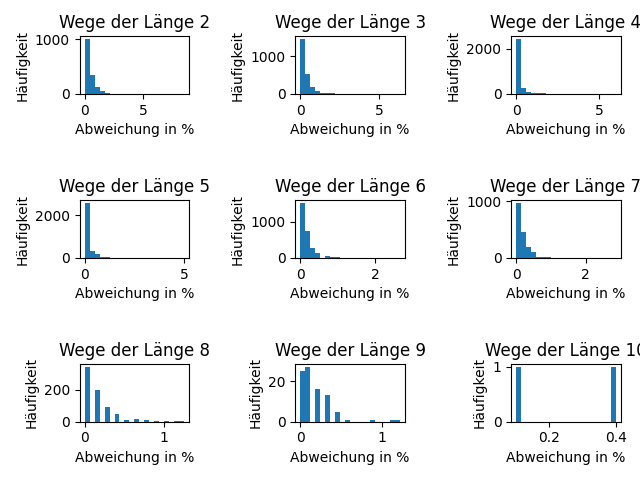 Wege der Länge 2
Häufigkeit
1000
0
0
5
Abweichung in %
Wege der Länge 3
Häufigkeit
1000
0
0
5
Abweichung in %
Wege der Länge 4
Häufigkeit
2000
0
0
5
Abweichung in %
Wege der Länge 5
Häufigkeit
2000
0
0
5
Abweichung in %
Wege der Länge 6
Häufigkeit
1000
0
0
2
Abweichung in %
Wege der Länge 7
Häufigkeit
1000
0
0
2
Abweichung in %
Wege der Länge 8
Häufigkeit
200
0
0
1
Abweichung in %
Wege der Länge 9
Häufigkeit
20
0
0
1
Abweichung in %
Wege der Länge 10
Häufigkeit
1
0
0.2
0.4
Abweichung in %